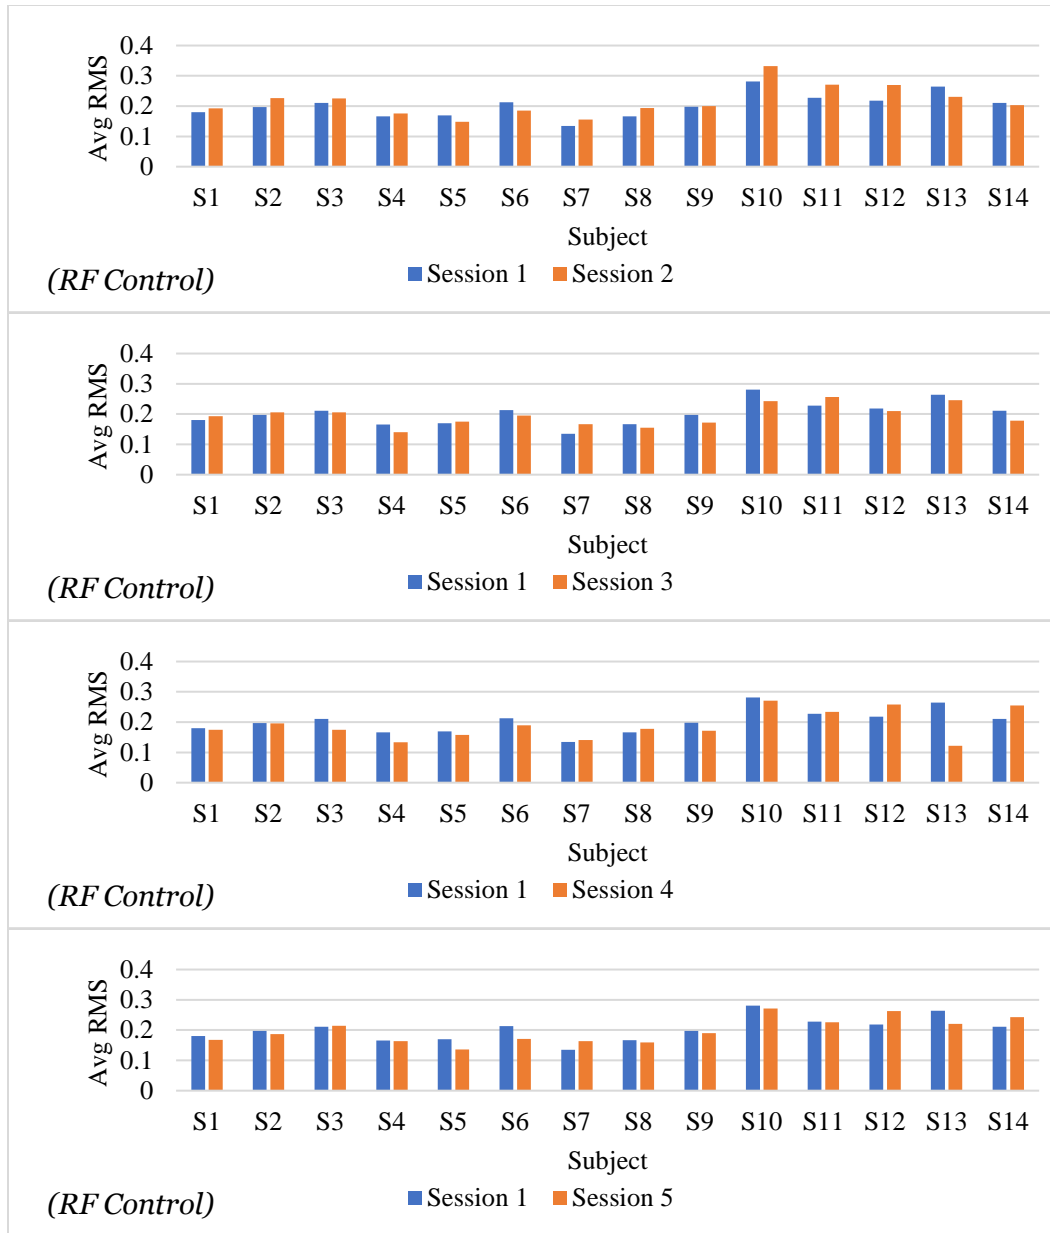 0.4
0.3
0.2
0.1
0
Avg RMS
S1 S2 S3 S4 S5 S6 S7 S8 S9 S10 S11 S12 S13 S14
Subject
Session 1 Session 2
(RF Control)
0.4
0.3
0.2
0.1
0
Avg RMS
S1 S2 S3 S4 S5 S6 S7 S8 S9 S10 S11 S12 S13 S14
Subject
Session 1 Session 3
(RF Control)
0.4
0.3
0.2
0.1
0
Avg RMS
S1 S2 S3 S4 S5 S6 S7 S8 S9 S10 S11 S12 S13 S14
Subject
Session 1 Session 4
(RF Control)
0.4
0.3
0.2
0.1
0
Avg RMS
S1 S2 S3 S4 S5 S6 S7 S8 S9 S10 S11 S12 S13 S14
Subject
Session 1 Session 5
(RF Control)